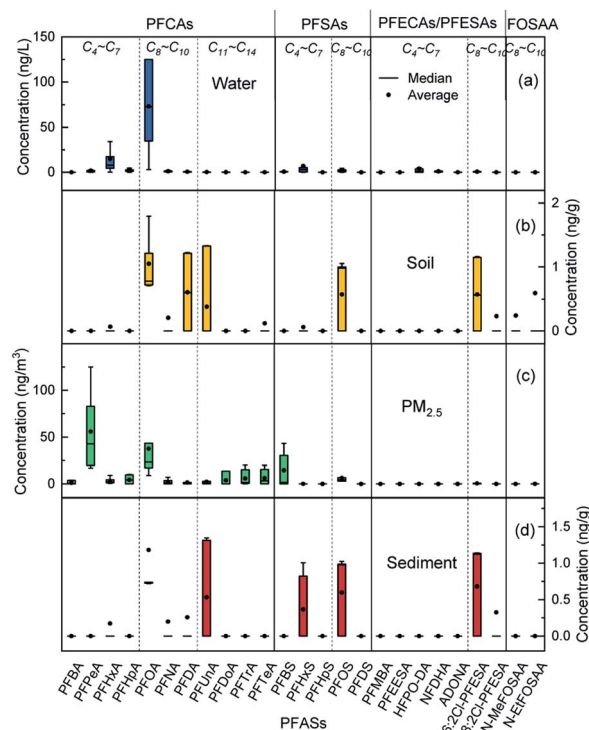 PFCAs PFSAs PFECAs/PFESAs FOSAA
C4~C7 C8~C10 C11~C14 C4~C7 C8~C10 C4~C7 C8~C10 C8~C10
150
100
50
0
Concentration (ng/L)
Water
Median
Average
(a)
2
1
0
Concentration (ng/g)
Soil
(b)
100
50
0
Concentration (ng/m3)
PM2.5
(c)
1.5
1.0
0.5
0.0
Concentration (ng/g)
Sediment
(d)
PFBA
PFPeA
PFHxA
PFHpA
PFOA
PFNA
PFDA
PFUnA
PFDoA
PFTrA
PFTeA
PFBS
PFHxS
PFHpS
PFOS
PFDS
PFMBA
PFEESA
HFPO-DA
NFDHA
ADONA
6:2Cl-PFESA
8:2Cl-PFESA
N-MeFOSAA
N-EtFOSAA
PFASs